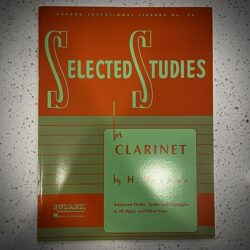 RUBANK EDUCATIONAL LIBRARY No.
SELECTED STUDIES
for
CLARINET
by H.
Advanced Etudes, Scales and Arpeggios
in All Major and Minor Keys